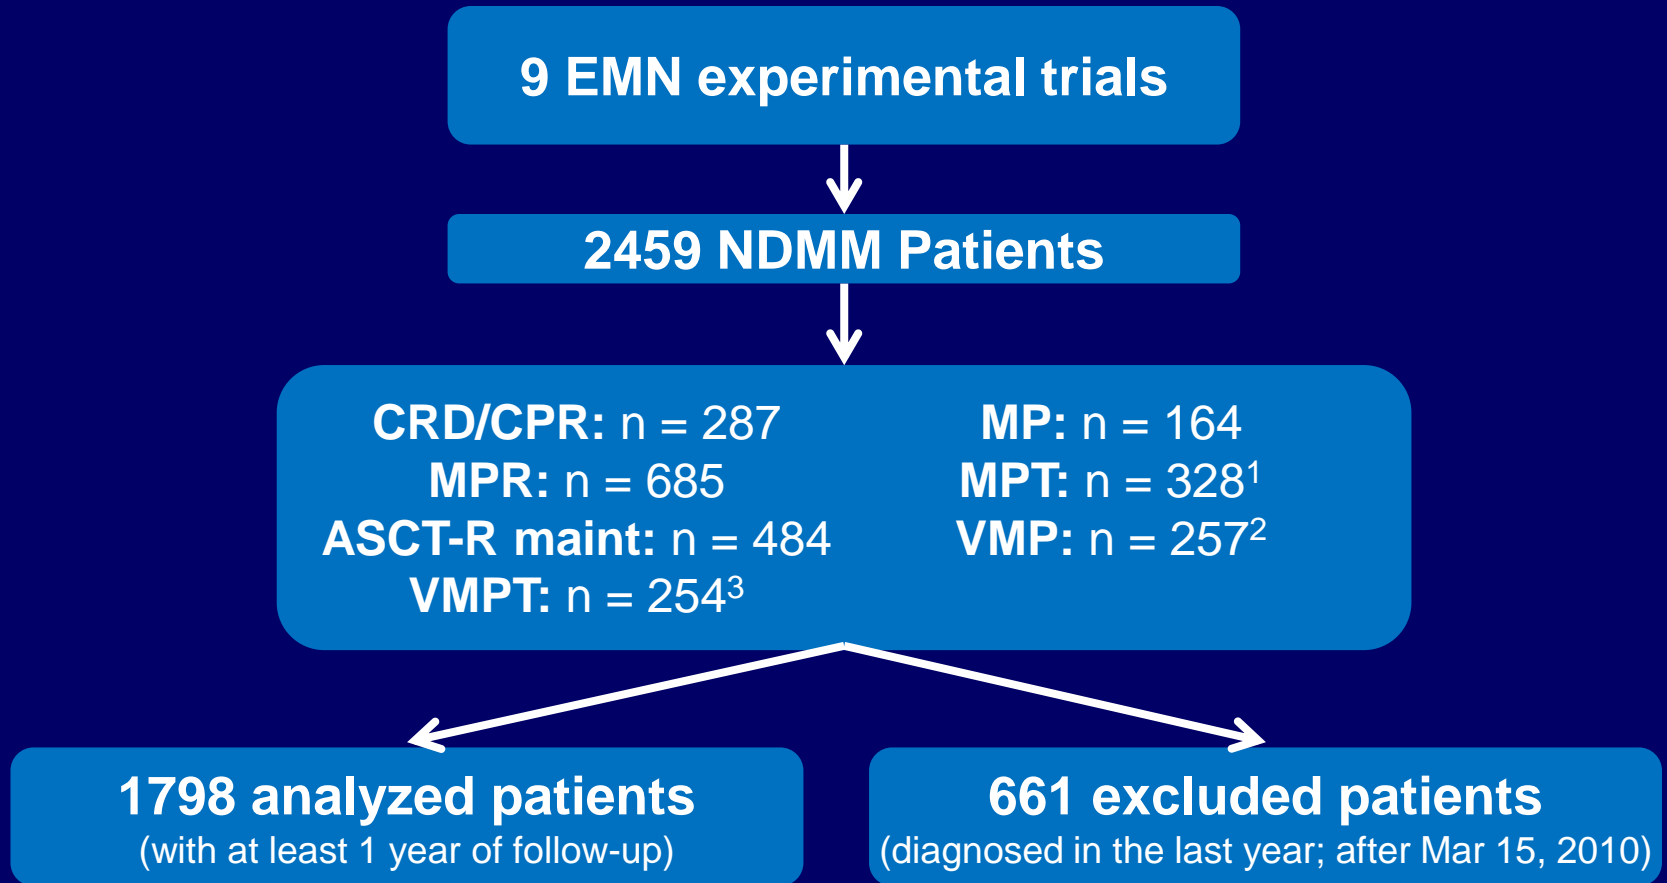 9 EMN experimental trials
2459 NDMM Patients
CRD/CPR: n = 287
MPR: n = 685
ASCT-R maint: n = 484
VMPT: n = 254³
MP: n = 164
MPT: n = 328¹
VMP: n = 257²
1798 analyzed patients
(with at least 1 year of follow-up)
661 excluded patients
(diagnosed in the last year; after Mar 15, 2010)